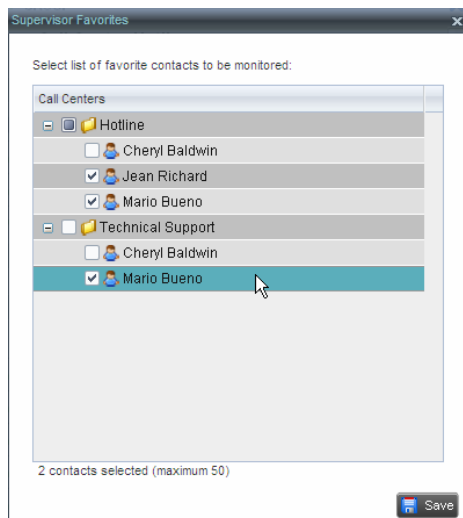 Supervisor Favorites
Select list of favorite contacts to be monitored:
Call Centers
Hotline
Cheryl Baldwin
Jean Richard
Mario Bueno
Technical Support
Cheryl Baldwin
Mario Bueno
2 contacts selected (maximum 50)
Save